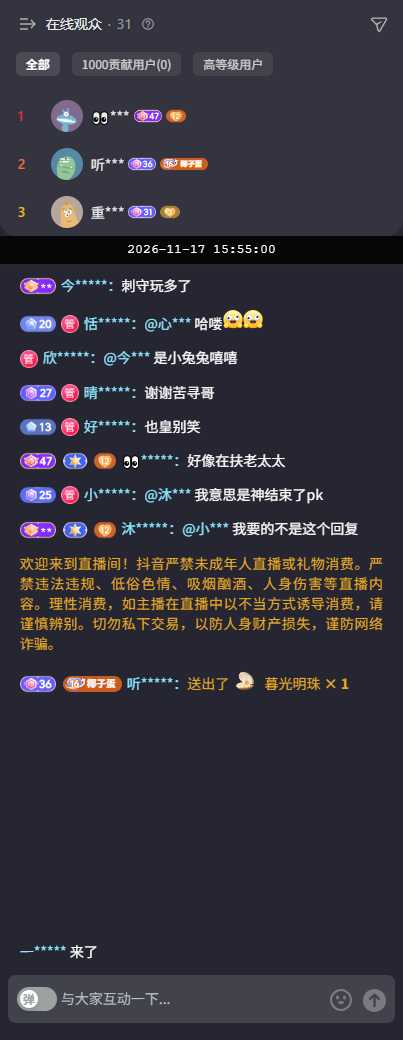 在线观众 · 31
全部 1000贡献用户(0) 高等级用户
1 👀*** 47 12
2 听*** 36 16 椰子蛋
3 重*** 31
2026-11-17 15:55:00
** 今*****：刺守玩多了
20 管 恬*****：@心*** 哈喽
管 欣*****：@今*** 是小兔兔嘻嘻
27 管 晴*****：谢谢苦寻哥
13 管 好*****：也皇别笑
47 12 👀*****：好像在扶老太太
25 管 小*****：@沐*** 我意思是神结束了pk
** 12 沐*****：@小*** 我要的不是这个回复
欢迎来到直播间！抖音严禁未成年人直播或礼物消费。严
禁违法违规、低俗色情、吸烟酗酒、人身伤害等直播内
容。理性消费，如主播在直播中以不当方式诱导消费，请
谨慎辨别。切勿私下交易，以防人身财产损失，谨防网络
诈骗。
36 16 椰子蛋 听*****：送出了 暮光明珠 × 1
一***** 来了
弹 与大家互动一下...